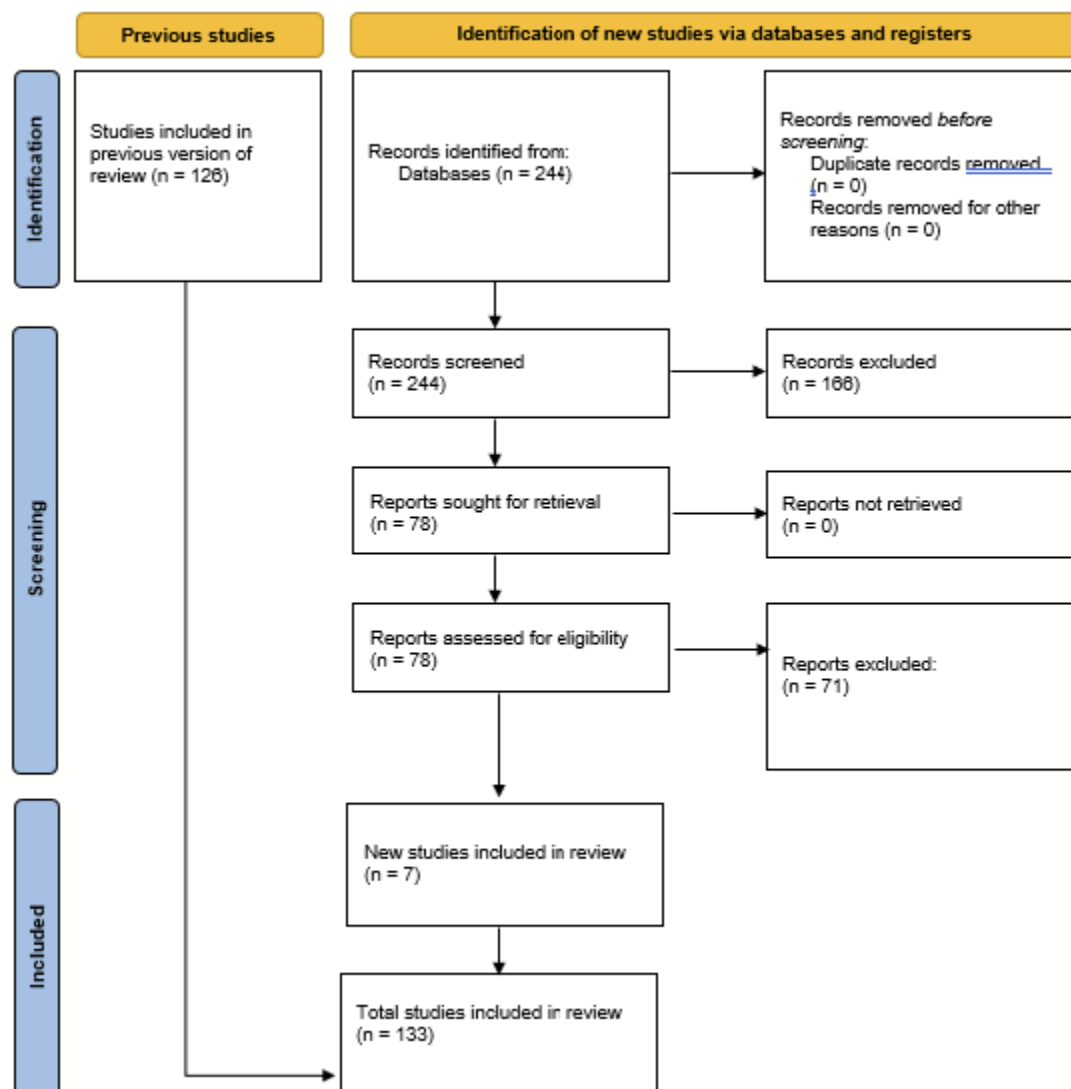 Previous studies
Identification of new studies via databases and registers
Identification
Studies included in
previous version of
review (n = 126)
Records identified from:
Databases (n = 244)
Records removed before
screening:
Duplicate records removed
(n = 0)
Records removed for other
reasons (n = 0)
Screening
Records screened
(n = 244)
Records excluded
(n = 166)
Reports sought for retrieval
(n = 78)
Reports not retrieved
(n = 0)
Reports assessed for eligibility
(n = 78)
Reports excluded:
(n = 71)
Included
New studies included in review
(n = 7)
Total studies included in review
(n = 133)